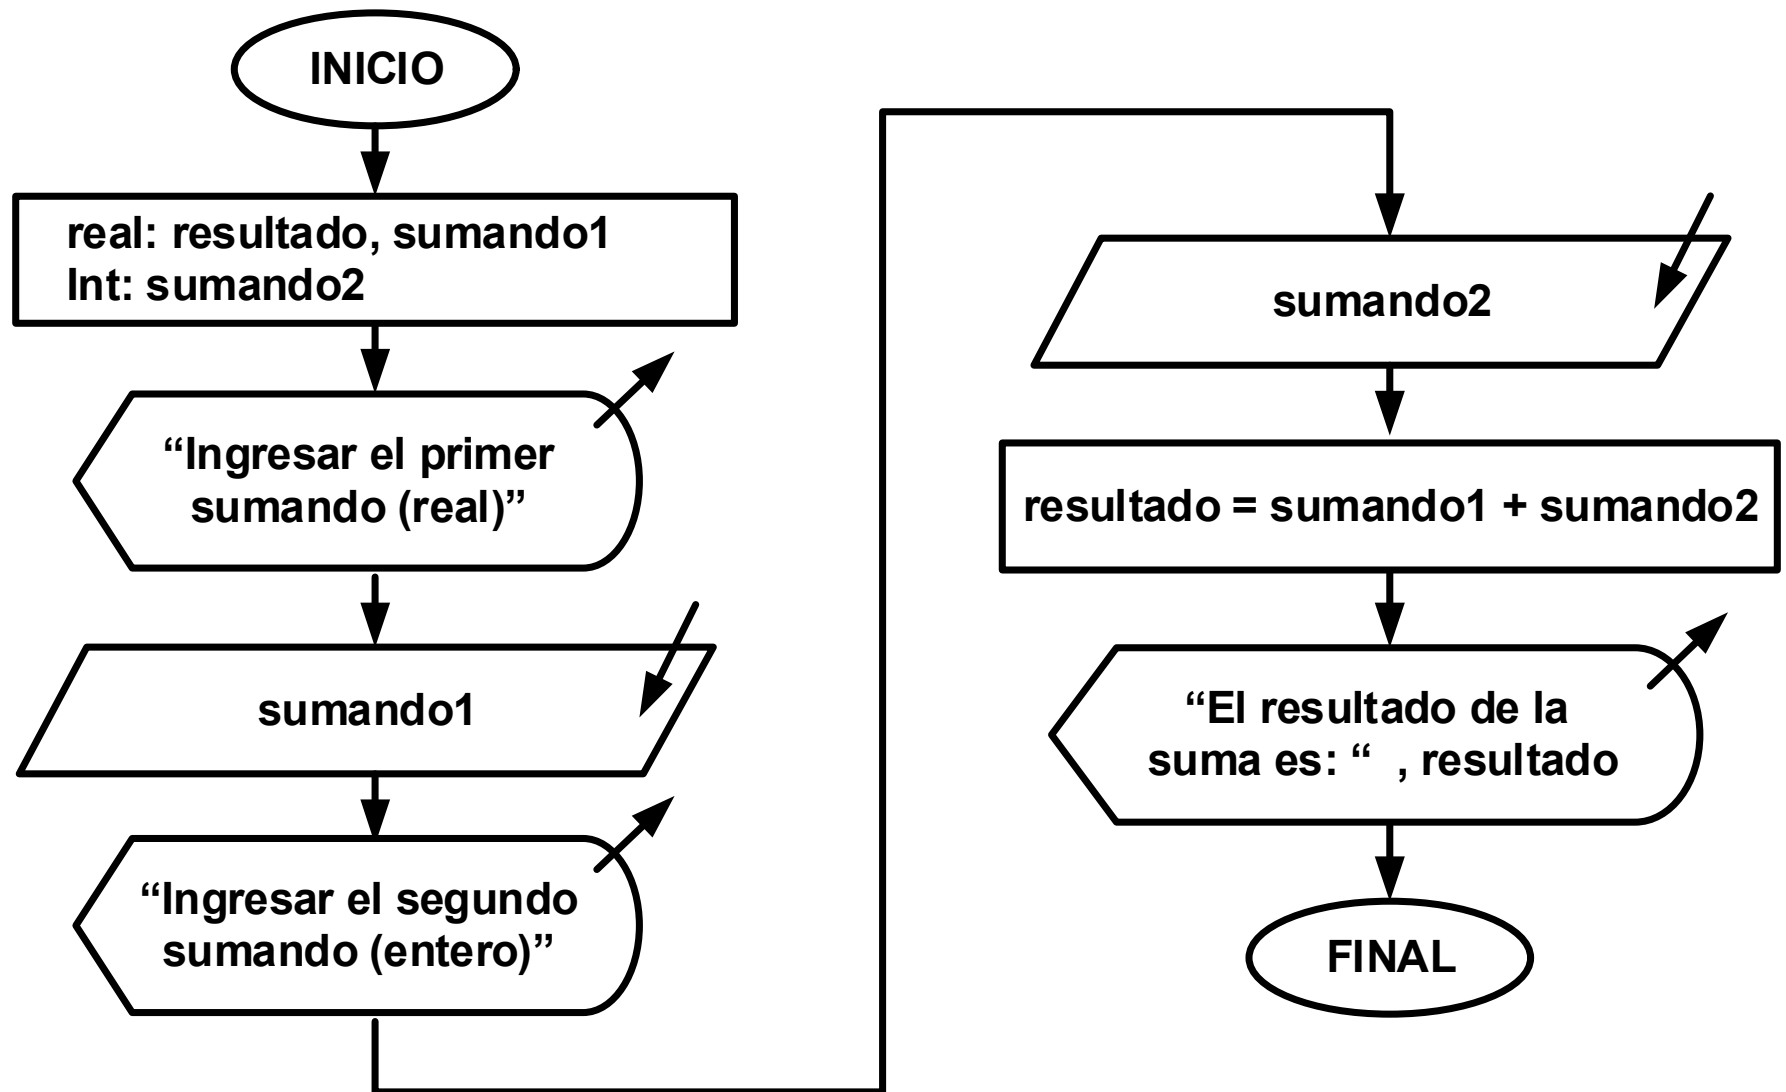 INICIO
real: resultado, sumando1
Int: sumando2
“Ingresar el primer
sumando (real)”
sumando1
“Ingresar el segundo
sumando (entero)”
sumando2
resultado = sumando1 + sumando2
“El resultado de la
suma es: “ , resultado
FINAL